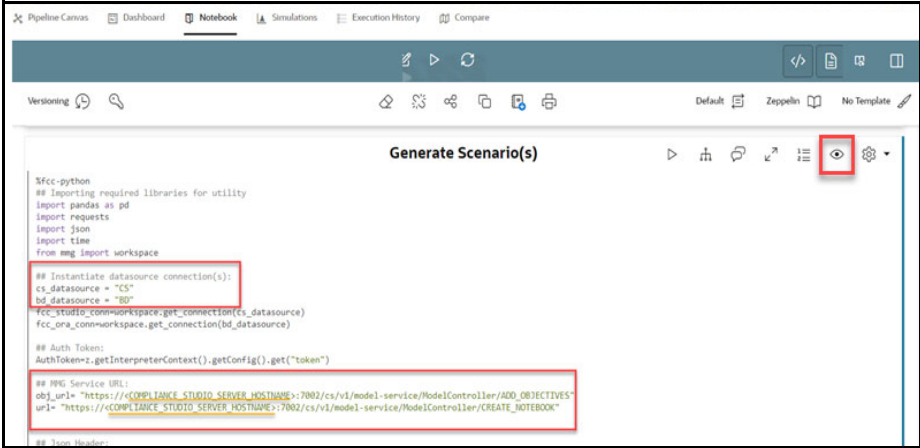 Pipeline Canvas Dashboard Notebook Simulations Execution History Compare
Versioning Default Zeppelin No Template
Generate Scenario(s)
%fcc-python
## Importing required libraries for utility
import pandas as pd
import requests
import json
import time
from mmg import workspace
## Instantiate datasource connection(s):
cs_datasource = "CS"
bd_datasource = "BD"
fcc_studio_conn=workspace.get_connection(cs_datasource)
fcc_ora_conn=workspace.get_connection(bd_datasource)
## Auth Token:
AuthToken=z.getInterpreterContext().getConfig().get("token")
## MMG Service URL:
obj_url= "https://<COMPLIANCE_STUDIO_SERVER_HOSTNAME>:7002/cs/v1/model-service/ModelController/ADD_OBJECTIVES"
url= "https://<COMPLIANCE_STUDIO_SERVER_HOSTNAME>:7002/cs/v1/model-service/ModelController/CREATE_NOTEBOOK"
## Json Header: